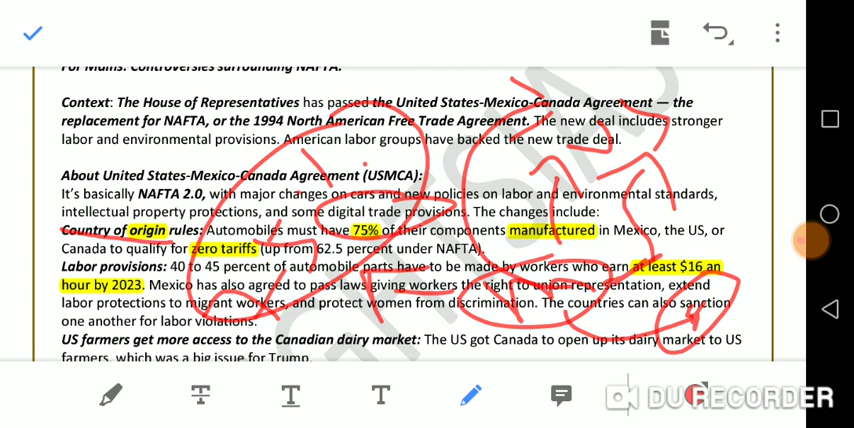 For Mains: Controversies surrounding NAFTA.
Context: The House of Representatives has passed the United States-Mexico-Canada Agreement — the
replacement for NAFTA, or the 1994 North American Free Trade Agreement. The new deal includes stronger
labor and environmental provisions. American labor groups have backed the new trade deal.
About United States-Mexico-Canada Agreement (USMCA):
It's basically NAFTA 2.0, with major changes on cars and new policies on labor and environmental standards,
intellectual property protections, and some digital trade provisions. The changes include:
Country of origin rules: Automobiles must have 75% of their components manufactured in Mexico, the US, or
Canada to qualify for zero tariffs (up from 62.5 percent under NAFTA).
Labor provisions: 40 to 45 percent of automobile parts have to be made by workers who earn at least $16 an
hour by 2023. Mexico has also agreed to pass laws giving workers the right to union representation, extend
labor protections to migrant workers, and protect women from discrimination. The countries can also sanction
one another for labor violations.
US farmers get more access to the Canadian dairy market: The US got Canada to open up its dairy market to US
farmers, which was a big issue for Trump.
T T T
DU RECORDER